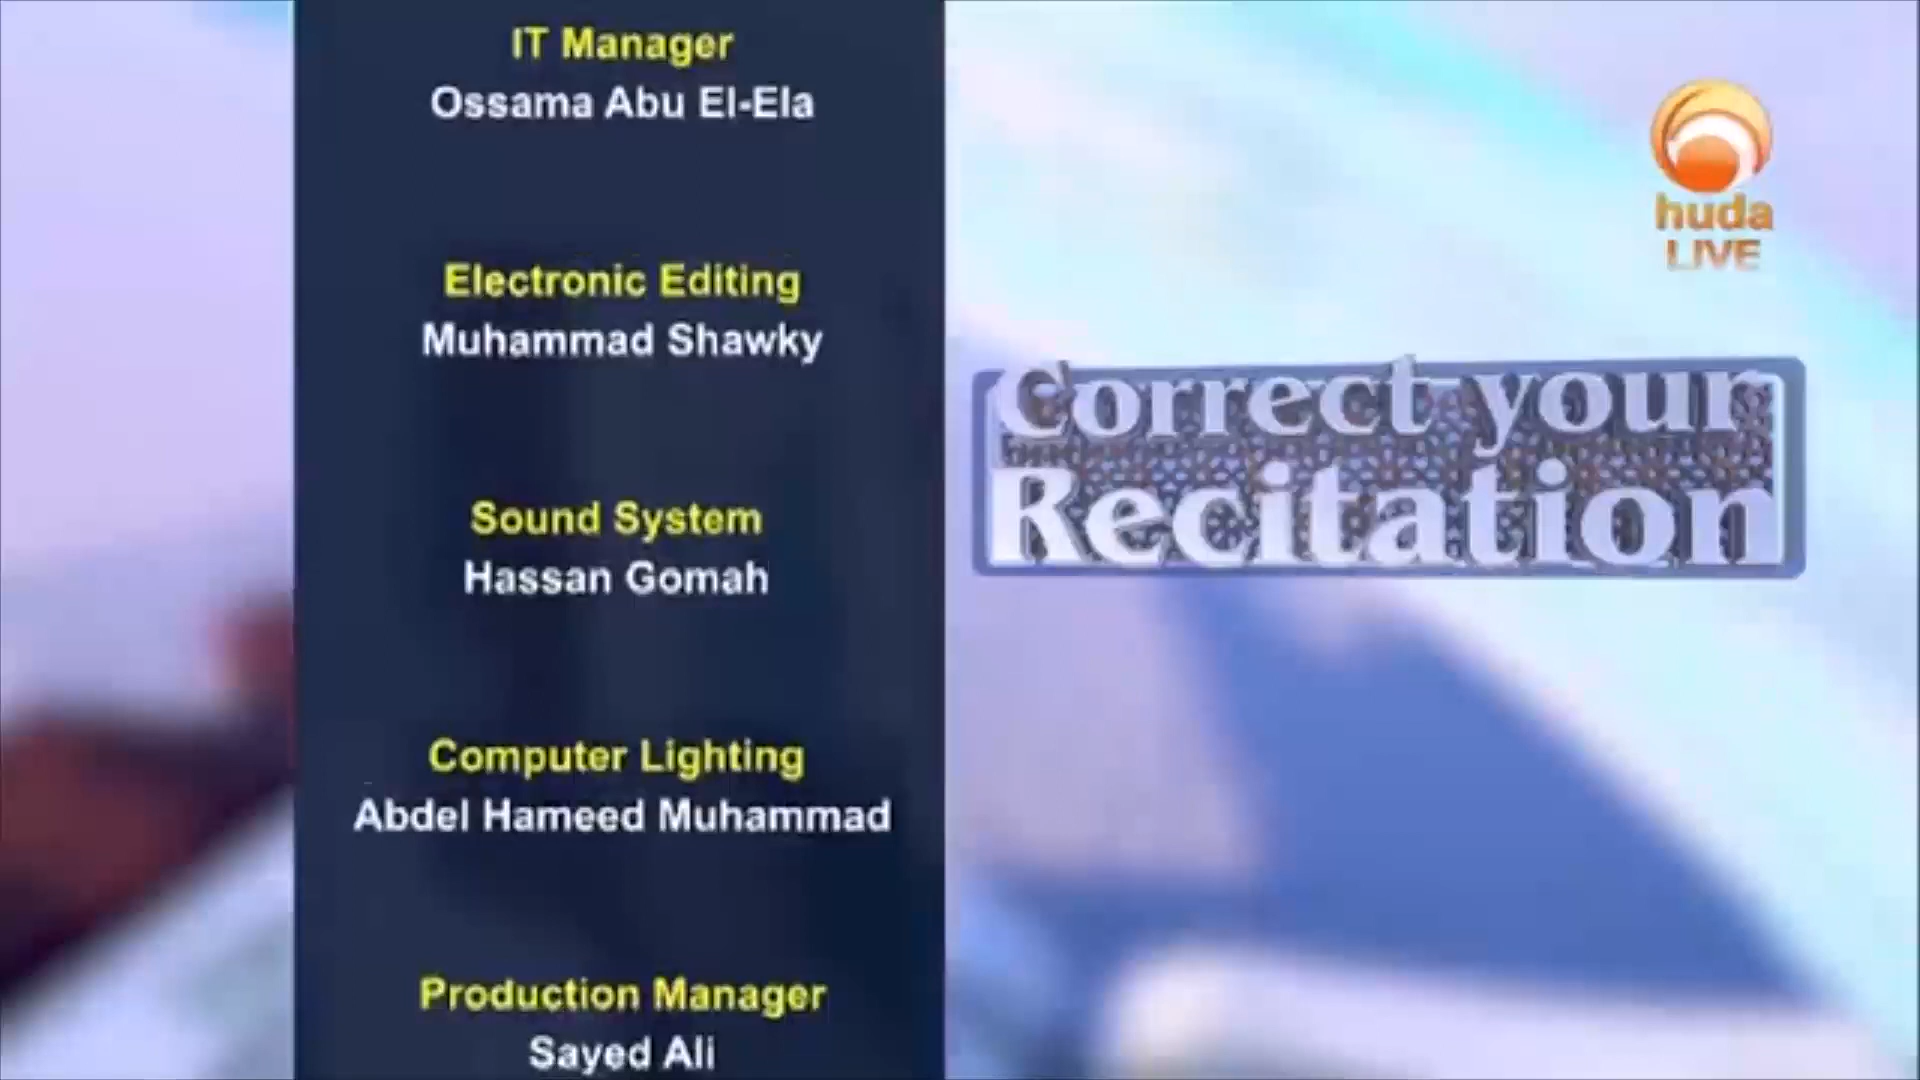 IT Manager
Ossama Abu El-Ela
Electronic Editing
Muhammad Shawky
Sound System
Hassan Gomah
Computer Lighting
Abdel Hameed Muhammad
Production Manager
Sayed Ali
huda
LIVE
Correct your
Recitation